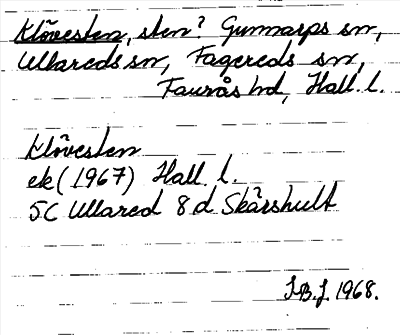 Klövesten, sten? Gunnarps sn,
Ullareds sn, Fagereds sn,
Faurås hd, Hall. l.
Klövesten
ek (1967) Hall. l.
5C Ullared 8 d Skärshult
I.B.J. 1968.